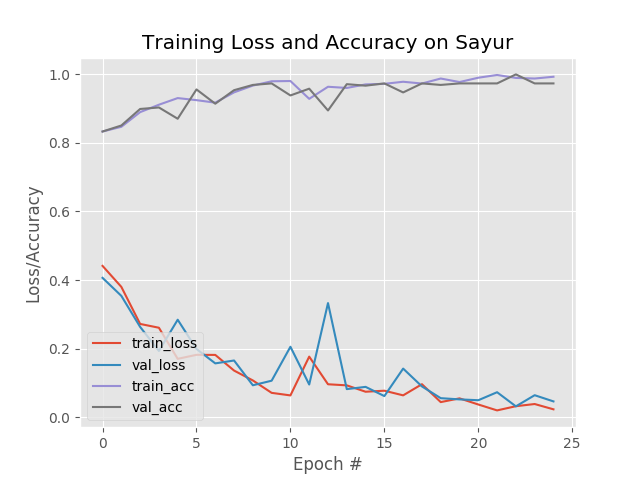 Training Loss and Accuracy on Sayur
Loss/Accuracy
1.0
0.8
0.6
0.4
0.2
0.0
train_loss
val_loss
train_acc
val_acc
0 5 10 15 20 25
Epoch #